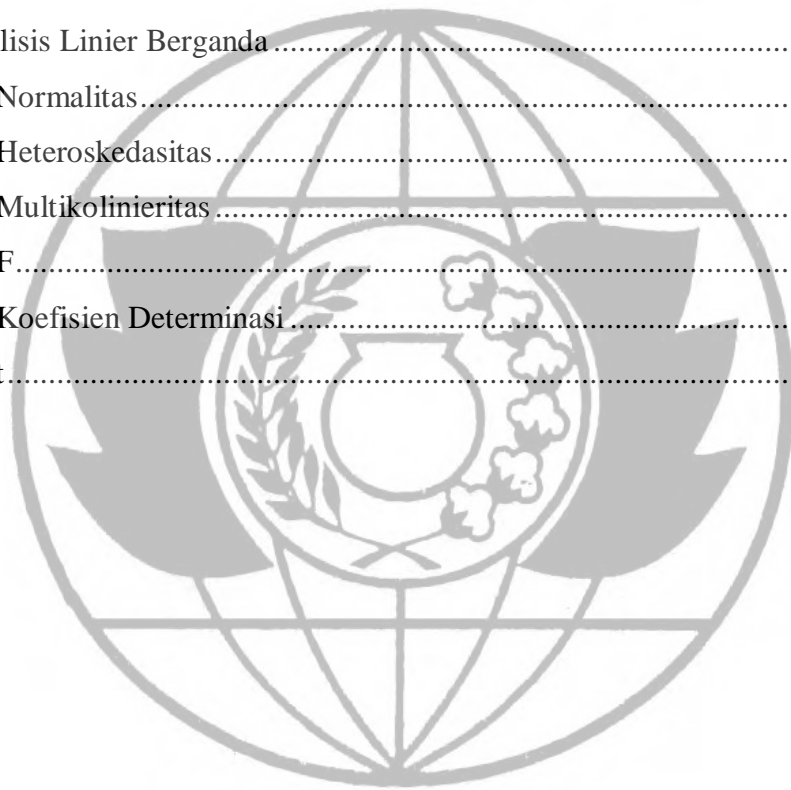 lisis Linier Berganda ................................................................
Normalitas ................................................................
Heteroskedasitas ................................................................
Multikolinieritas ................................................................
F ................................................................
Koefisien Determinasi ................................................................
t ................................................................